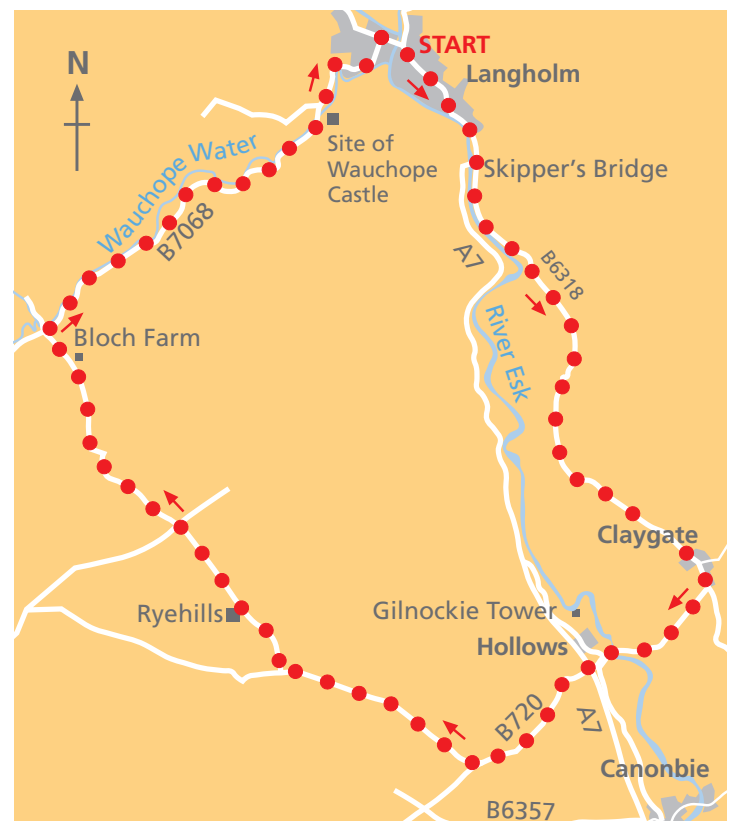 START
N
Langholm
Site of
Wauchope
Castle
Wauchope Water
Skipper's Bridge
B7068
A7
B6318
River Esk
Bloch Farm
Claygate
Ryehills
Gilnockie Tower
Hollows
B720
A7
Canonbie
B6357